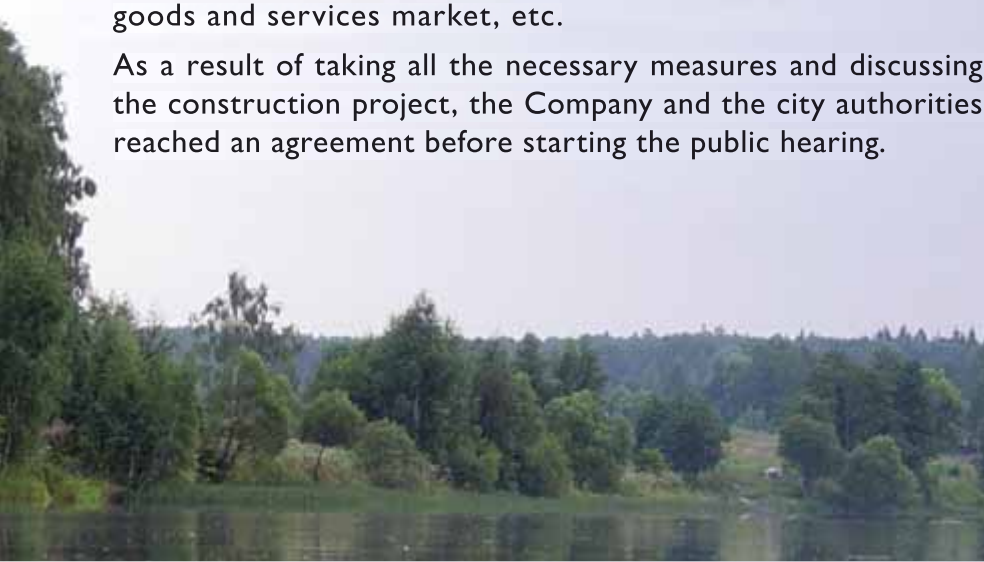 goods and services market, etc.
As a result of taking all the necessary measures and discussing
the construction project, the Company and the city authorities
reached an agreement before starting the public hearing.